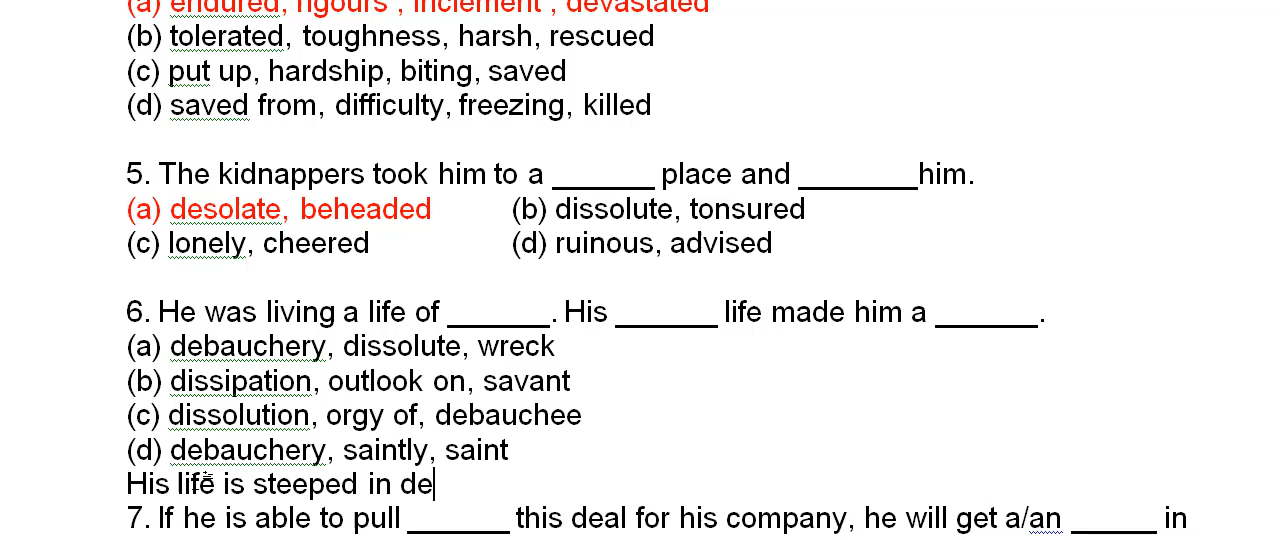 (a) endured, rigours , inclement , devastated
(b) tolerated, toughness, harsh, rescued
(c) put up, hardship, biting, saved
(d) saved from, difficulty, freezing, killed
5. The kidnappers took him to a ______ place and _______him.
(a) desolate, beheaded (b) dissolute, tonsured
(c) lonely, cheered (d) ruinous, advised
6. He was living a life of ______. His ______ life made him a ______.
(a) debauchery, dissolute, wreck
(b) dissipation, outlook on, savant
(c) dissolution, orgy of, debauchee
(d) debauchery, saintly, saint
His life is steeped in de
7. If he is able to pull ______ this deal for his company, he will get a/an _____ in